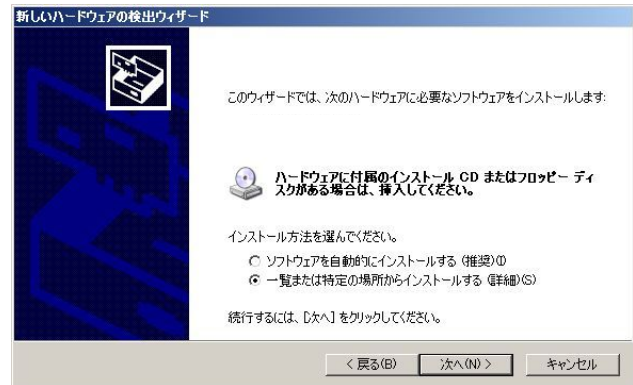 新しいハードウェアの検出ウィザード
このウィザードでは、次のハードウェアに必要なソフトウェアをインストールします:
ハードウェアに付属のインストール CD またはフロッピー ディ
スクがある場合は、挿入してください。
インストール方法を選んでください。
ソフトウェアを自動的にインストールする (推奨)(I)
一覧または特定の場所からインストールする (詳細)(S)
続行するには、[次へ] をクリックしてください。
< 戻る(B) 次へ(N) > キャンセル